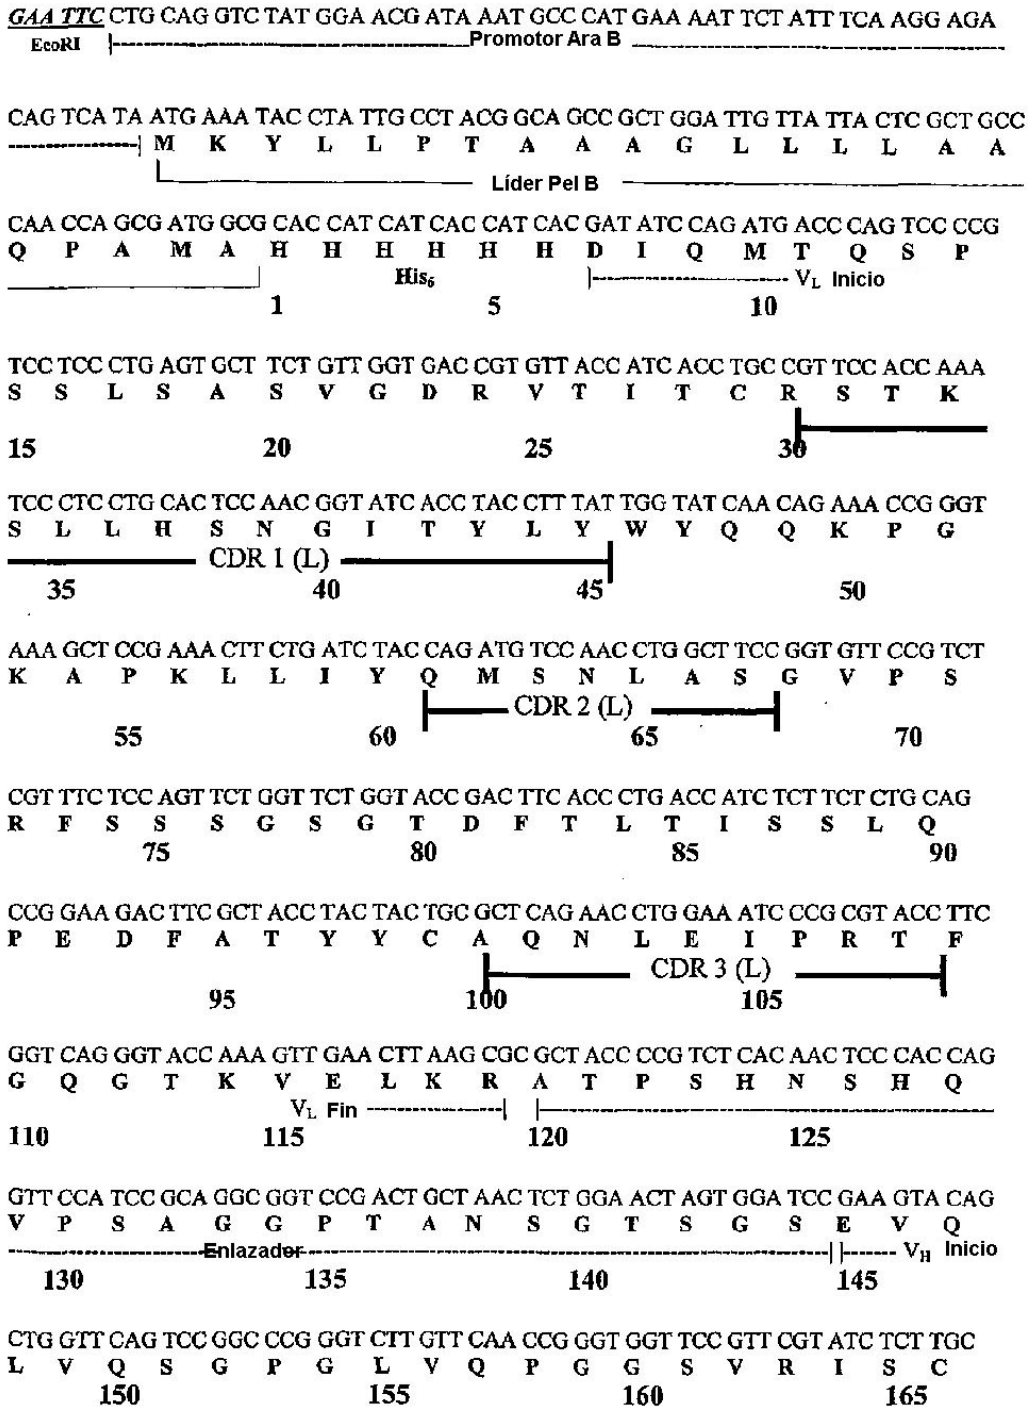 GAA TTC CTG CAG GTC TAT GGA ACG ATA AAT GCC CAT GAA AAT TCT ATT TCA AGG AGA
EcoRI Promotor Ara B
CAG TCA TA ATG AAA TAC CTA TTG CCT ACG GCA GCC GCT GGA TTG TTA TTA CTC GCT GCC
M K Y L L P T A A A G L L L L A A
Líder Pel B
CAA CCA GCG ATG GCG CAC CAT CAT CAC CAT CAC GAT ATC CAG ATG ACC CAG TCC CCG
Q P A M A H H H H H H D I Q M T Q S P
His6 VL Inicio
1 5 10
TCC TCC CTG AGT GCT TCT GTT GGT GAC CGT GTT ACC ATC ACC TGC CGT TCC ACC AAA
S S L S A S V G D R V T I T C R S T K
15 20 25 30
TCC CTC CTG CAC TCC AAC GGT ATC ACC TAC CTT TAT TGG TAT CAA CAG AAA CCG GGT
S L L H S N G I T Y L Y W Y Q Q K P G
CDR 1 (L)
35 40 45 50
AAA GCT CCG AAA CTT CTG ATC TAC CAG ATG TCC AAC CTG GCT TCC GGT GTT CCG TCT
K A P K L L I Y Q M S N L A S G V P S
CDR 2 (L)
55 60 65 70
CGT TTC TCC AGT TCT GGT TCT GGT ACC GAC TTC ACC CTG ACC ATC TCT TCT CTG CAG
R F S S S G S G T D F T L T I S S L Q
75 80 85 90
CCG GAA GAC TTC GCT ACC TAC TAC TGC GCT CAG AAC CTG GAA ATC CCG CGT ACC TTC
P E D F A T Y Y C A Q N L E I P R T F
CDR 3 (L)
95 100 105
GGT CAG GGT ACC AAA GTT GAA CTT AAG CGC GCT ACC CCG TCT CAC AAC TCC CAC CAG
G Q G T K V E L K R A T P S H N S H Q
VL Fin
110 115 120 125
GTT CCA TCC GCA GGC GGT CCG ACT GCT AAC TCT GGA ACT AGT GGA TCC GAA GTA CAG
V P S A G G P T A N S G T S G S E V Q
Enlazador VH Inicio
130 135 140 145
CTG GTT CAG TCC GGC CCG GGT CTT GTT CAA CCG GGT GGT TCC GTT CGT ATC TCT TGC
L V Q S G P G L V Q P G G S V R I S C
150 155 160 165